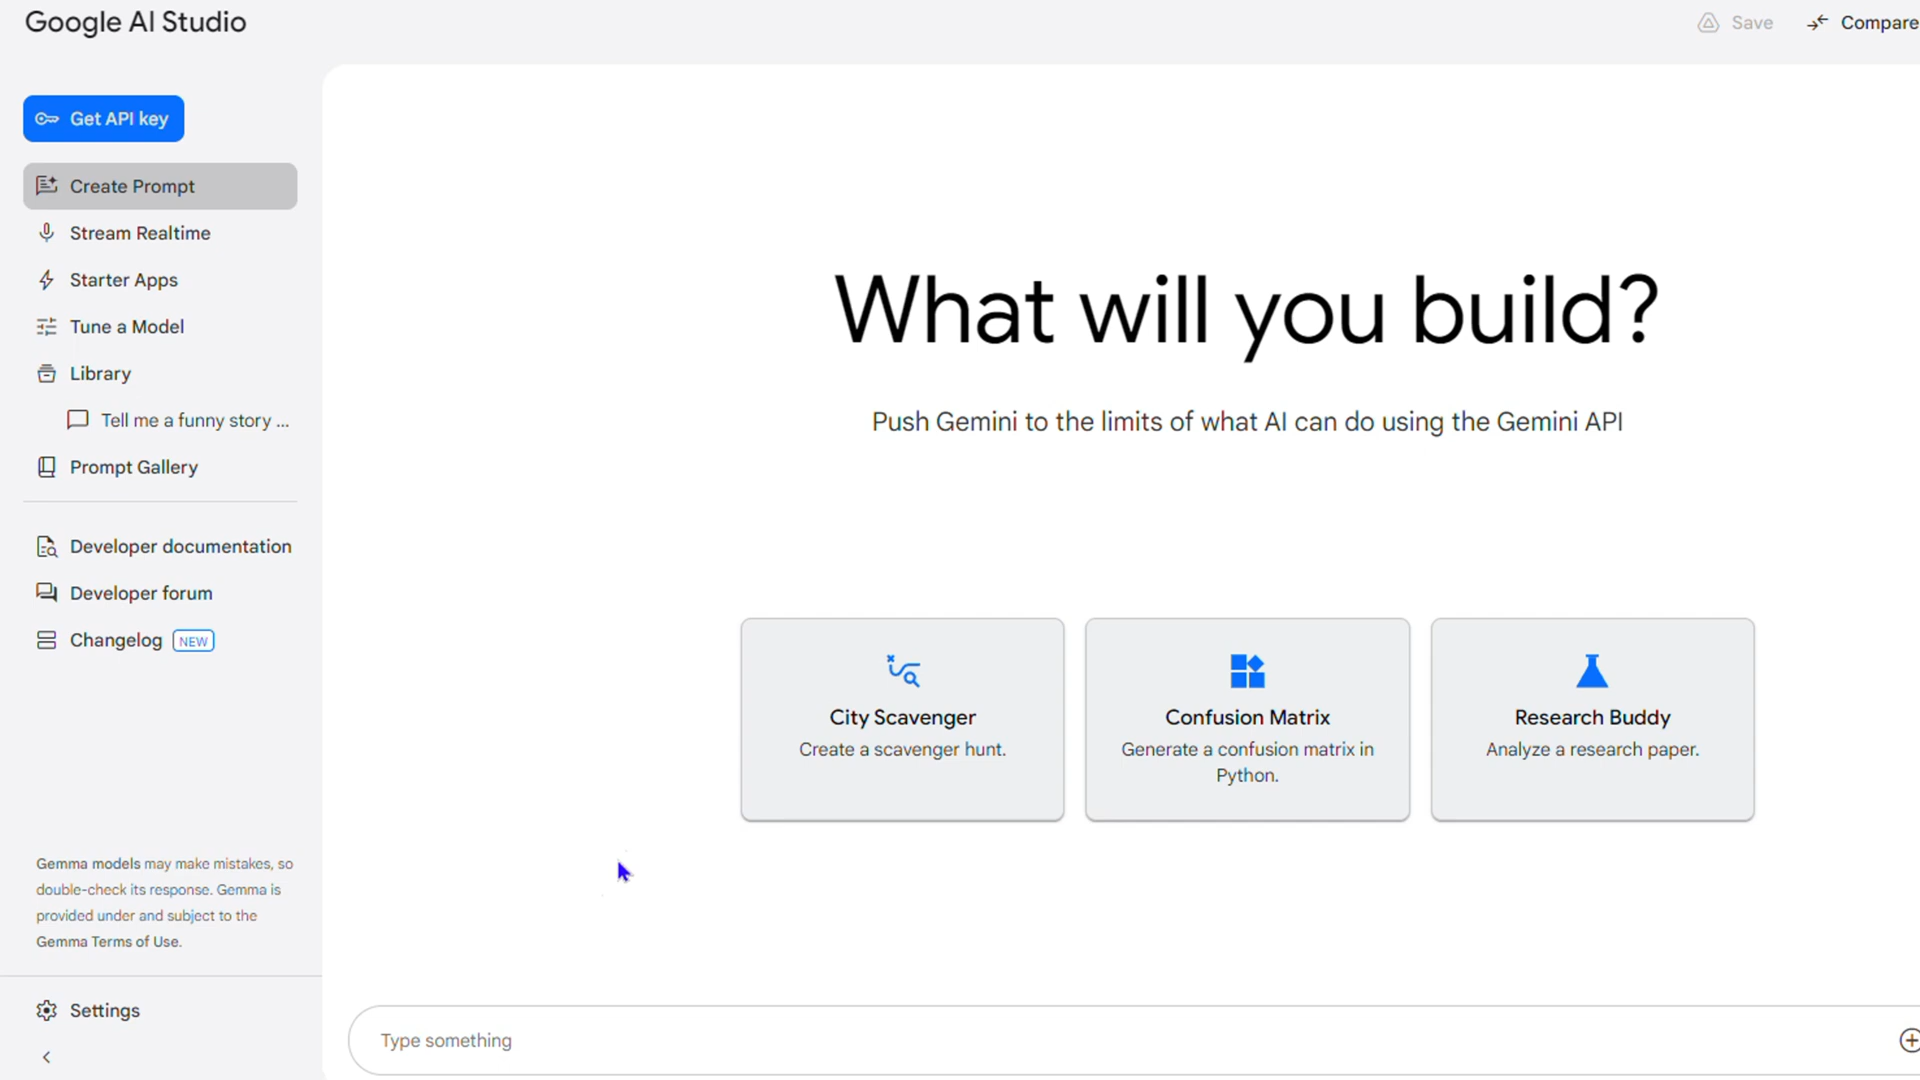 Google AI Studio
Save
Compare
Get API key
Create Prompt
Stream Realtime
Starter Apps
Tune a Model
Library
Tell me a funny story ...
Prompt Gallery
Developer documentation
Developer forum
Changelog NEW
Gemma models may make mistakes, so
double-check its response. Gemma is
provided under and subject to the
Gemma Terms of Use.
Settings
What will you build?
Push Gemini to the limits of what AI can do using the Gemini API
City Scavenger
Create a scavenger hunt.
Confusion Matrix
Generate a confusion matrix in
Python.
Research Buddy
Analyze a research paper.
Type something